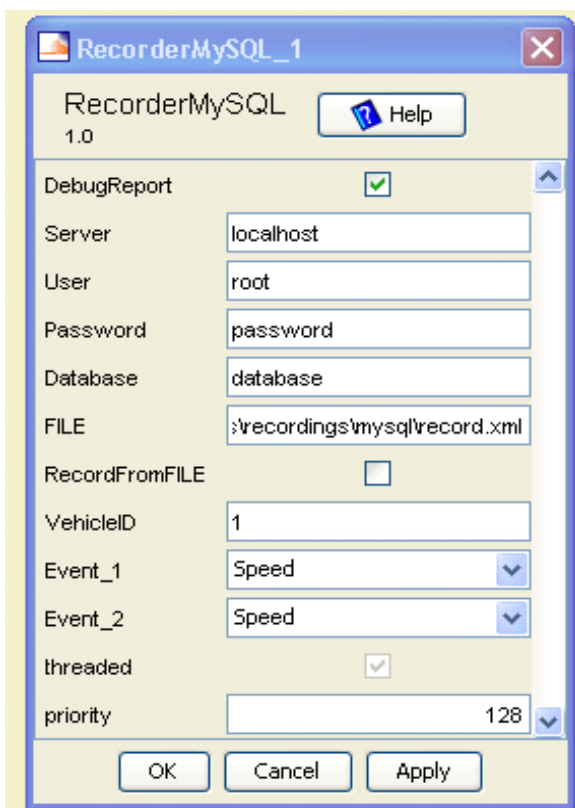 RecorderMySQL_1
RecorderMySQL
Help
1.0
DebugReport
Server localhost
User root
Password password
Database database
FILE :\recordings\mysql\record.xml
RecordFromFILE
VehicleID 1
Event_1 Speed
Event_2 Speed
threaded
priority 128
OK Cancel Apply